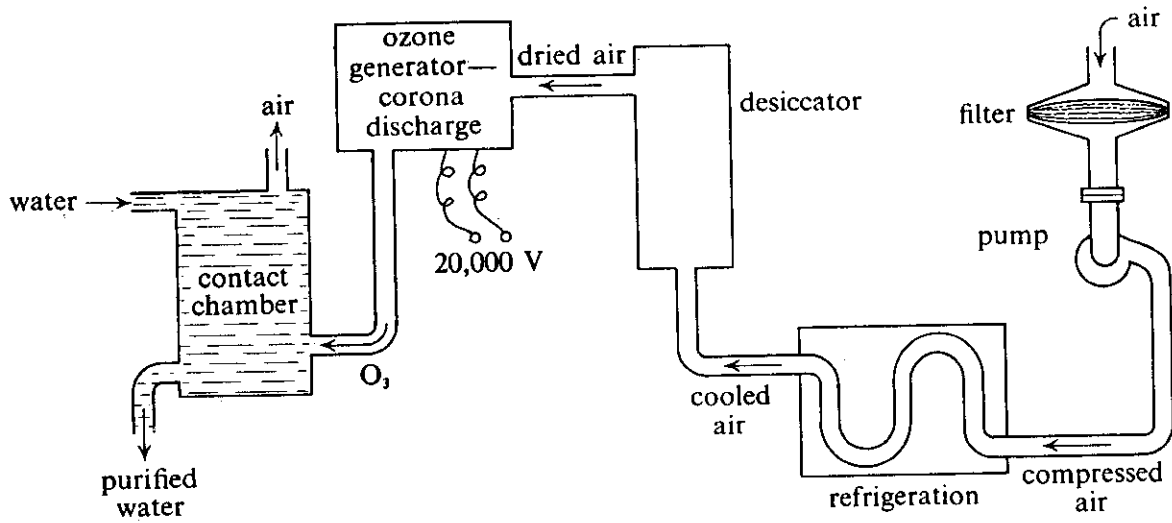 air
filter
pump
compressed
air
refrigeration
cooled
air
desiccator
dried air
ozone
generator—
corona
discharge
20,000 V
O₃
air
water
contact
chamber
purified
water